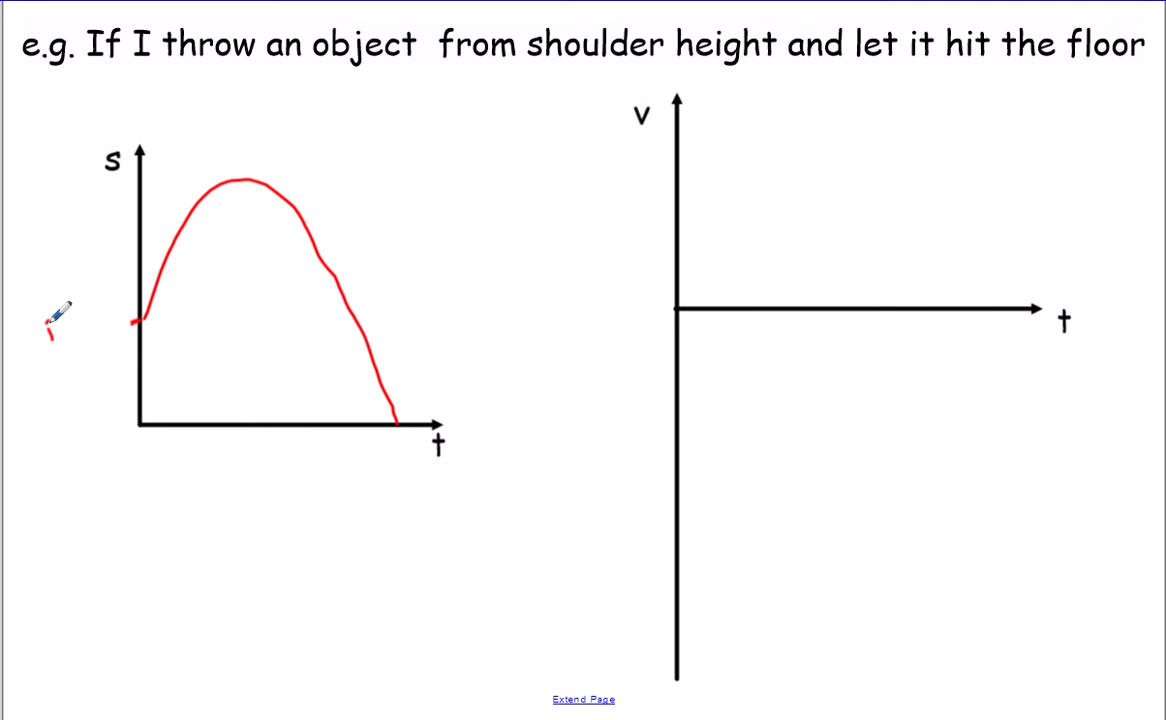 e.g. If I throw an object from shoulder height and let it hit the floor
v
s
t
t
Extend Page